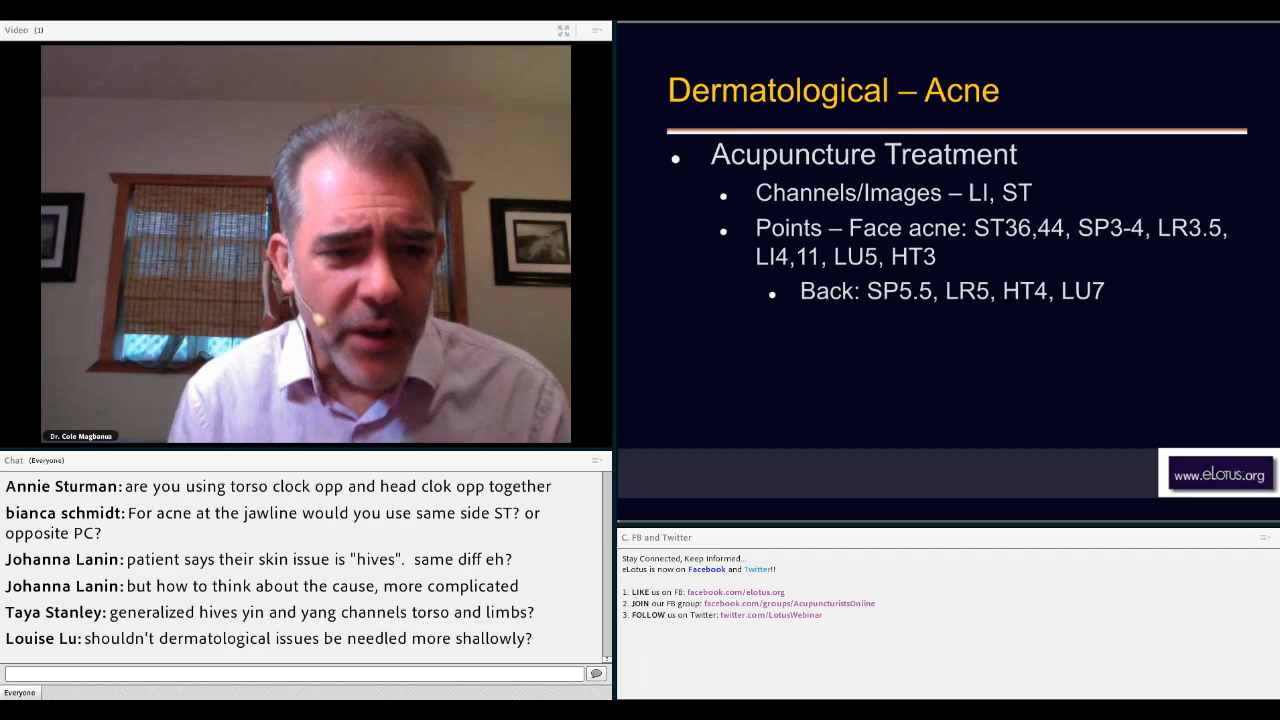 Video (1)
Dr. Cole Magbanua
Dermatological – Acne
Acupuncture Treatment
Channels/Images – LI, ST
Points – Face acne: ST36,44, SP3-4, LR3.5,
LI4,11, LU5, HT3
Back: SP5.5, LR5, HT4, LU7
www.eLotus.org
Chat (Everyone)
Annie Sturman: are you using torso clock opp and head clok opp together
bianca schmidt: For acne at the jawline would you use same side ST? or
opposite PC?
Johanna Lanin: patient says their skin issue is "hives". same diff eh?
Johanna Lanin: but how to think about the cause, more complicated
Taya Stanley: generalized hives yin and yang channels torso and limbs?
Louise Lu: shouldn't dermatological issues be needled more shallowly?
Everyone
C. FB and Twitter
Stay Connected, Keep Informed...
eLotus is now on Facebook and Twitter!!
1. LIKE us on FB: facebook.com/elotus.org
2. JOIN our FB group: facebook.com/groups/AcupuncturistsOnline
3. FOLLOW us on Twitter: twitter.com/LotusWebinar